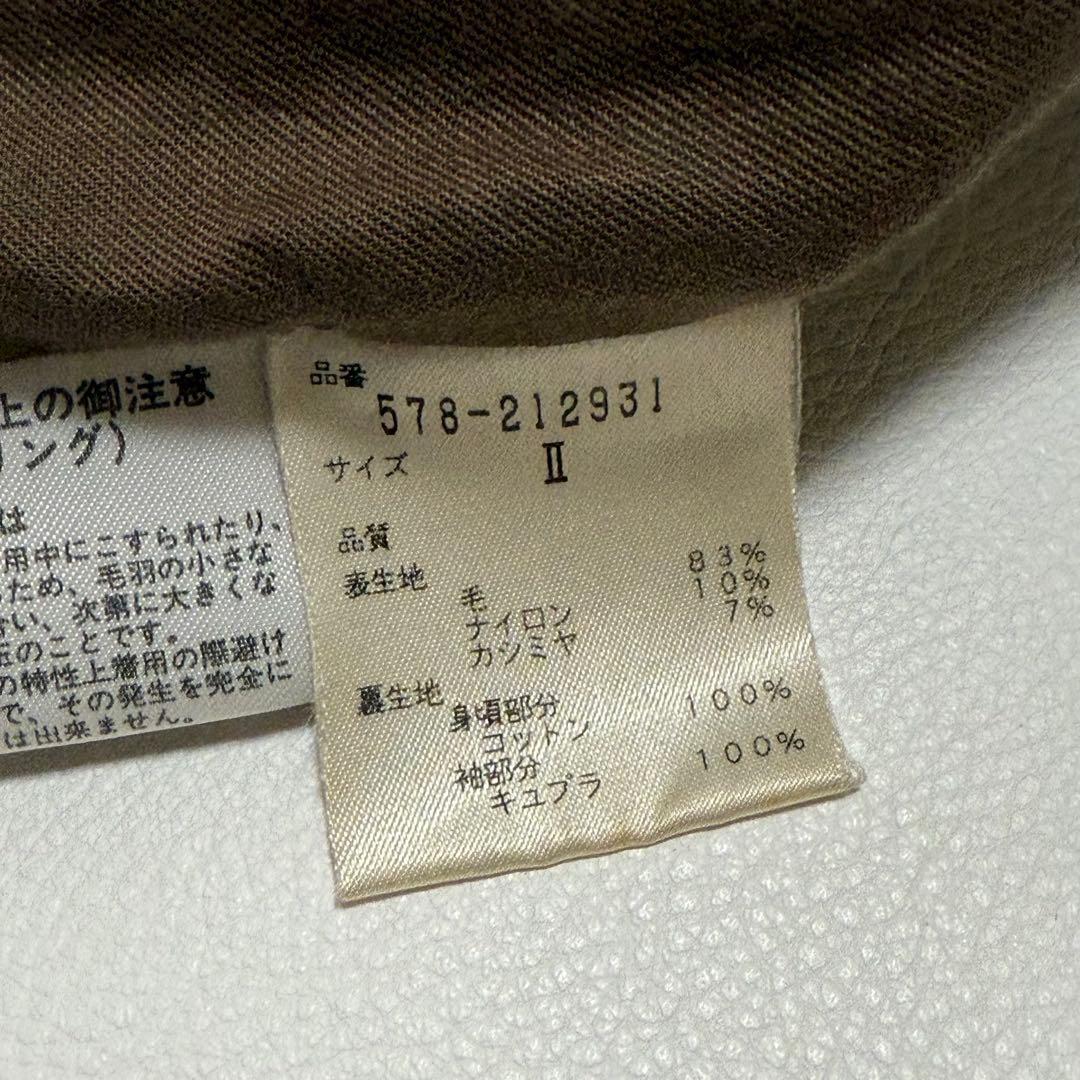 上の御注意
リング）
は
用中にこすられたり、
ため、毛羽の小さな
い、次第に大きくな
玉のことです。
の特性上着用の際避け
で、その発生を完全に
は出来ません。
品番
578-212931
サイズ Ⅱ
品質
表生地
毛 83%
ナイロン 10%
カシミヤ 7%
裏生地
身頃部分
コットン 100%
袖部分
キュプラ 100%